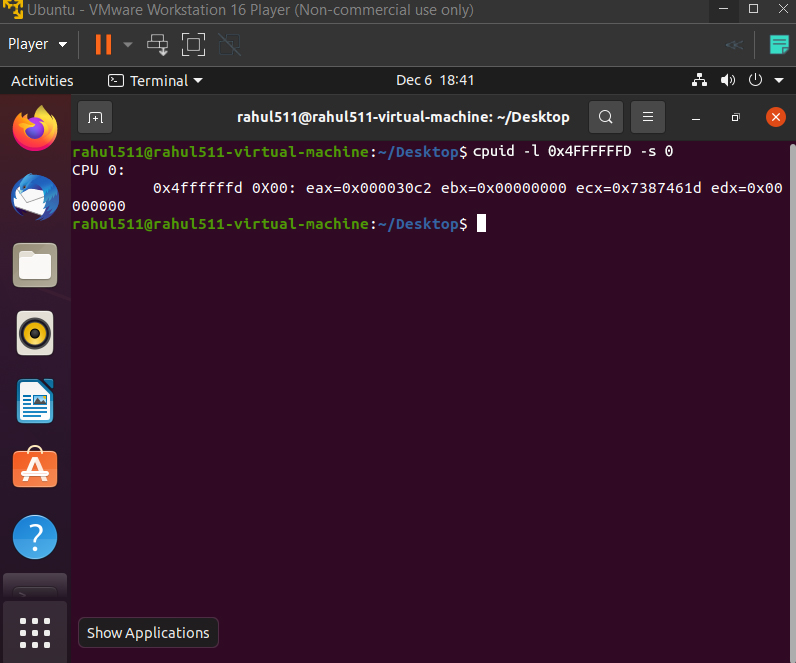 Ubuntu - VMware Workstation 16 Player (Non-commercial use only)
Player
Activities
Terminal
Dec 6 18:41
rahul511@rahul511-virtual-machine: ~/Desktop
rahul511@rahul511-virtual-machine:~/Desktop$ cpuid -l 0x4FFFFFFD -s 0
CPU 0:
0x4ffffffd 0X00: eax=0x000030c2 ebx=0x00000000 ecx=0x7387461d edx=0x00
000000
rahul511@rahul511-virtual-machine:~/Desktop$
Show Applications